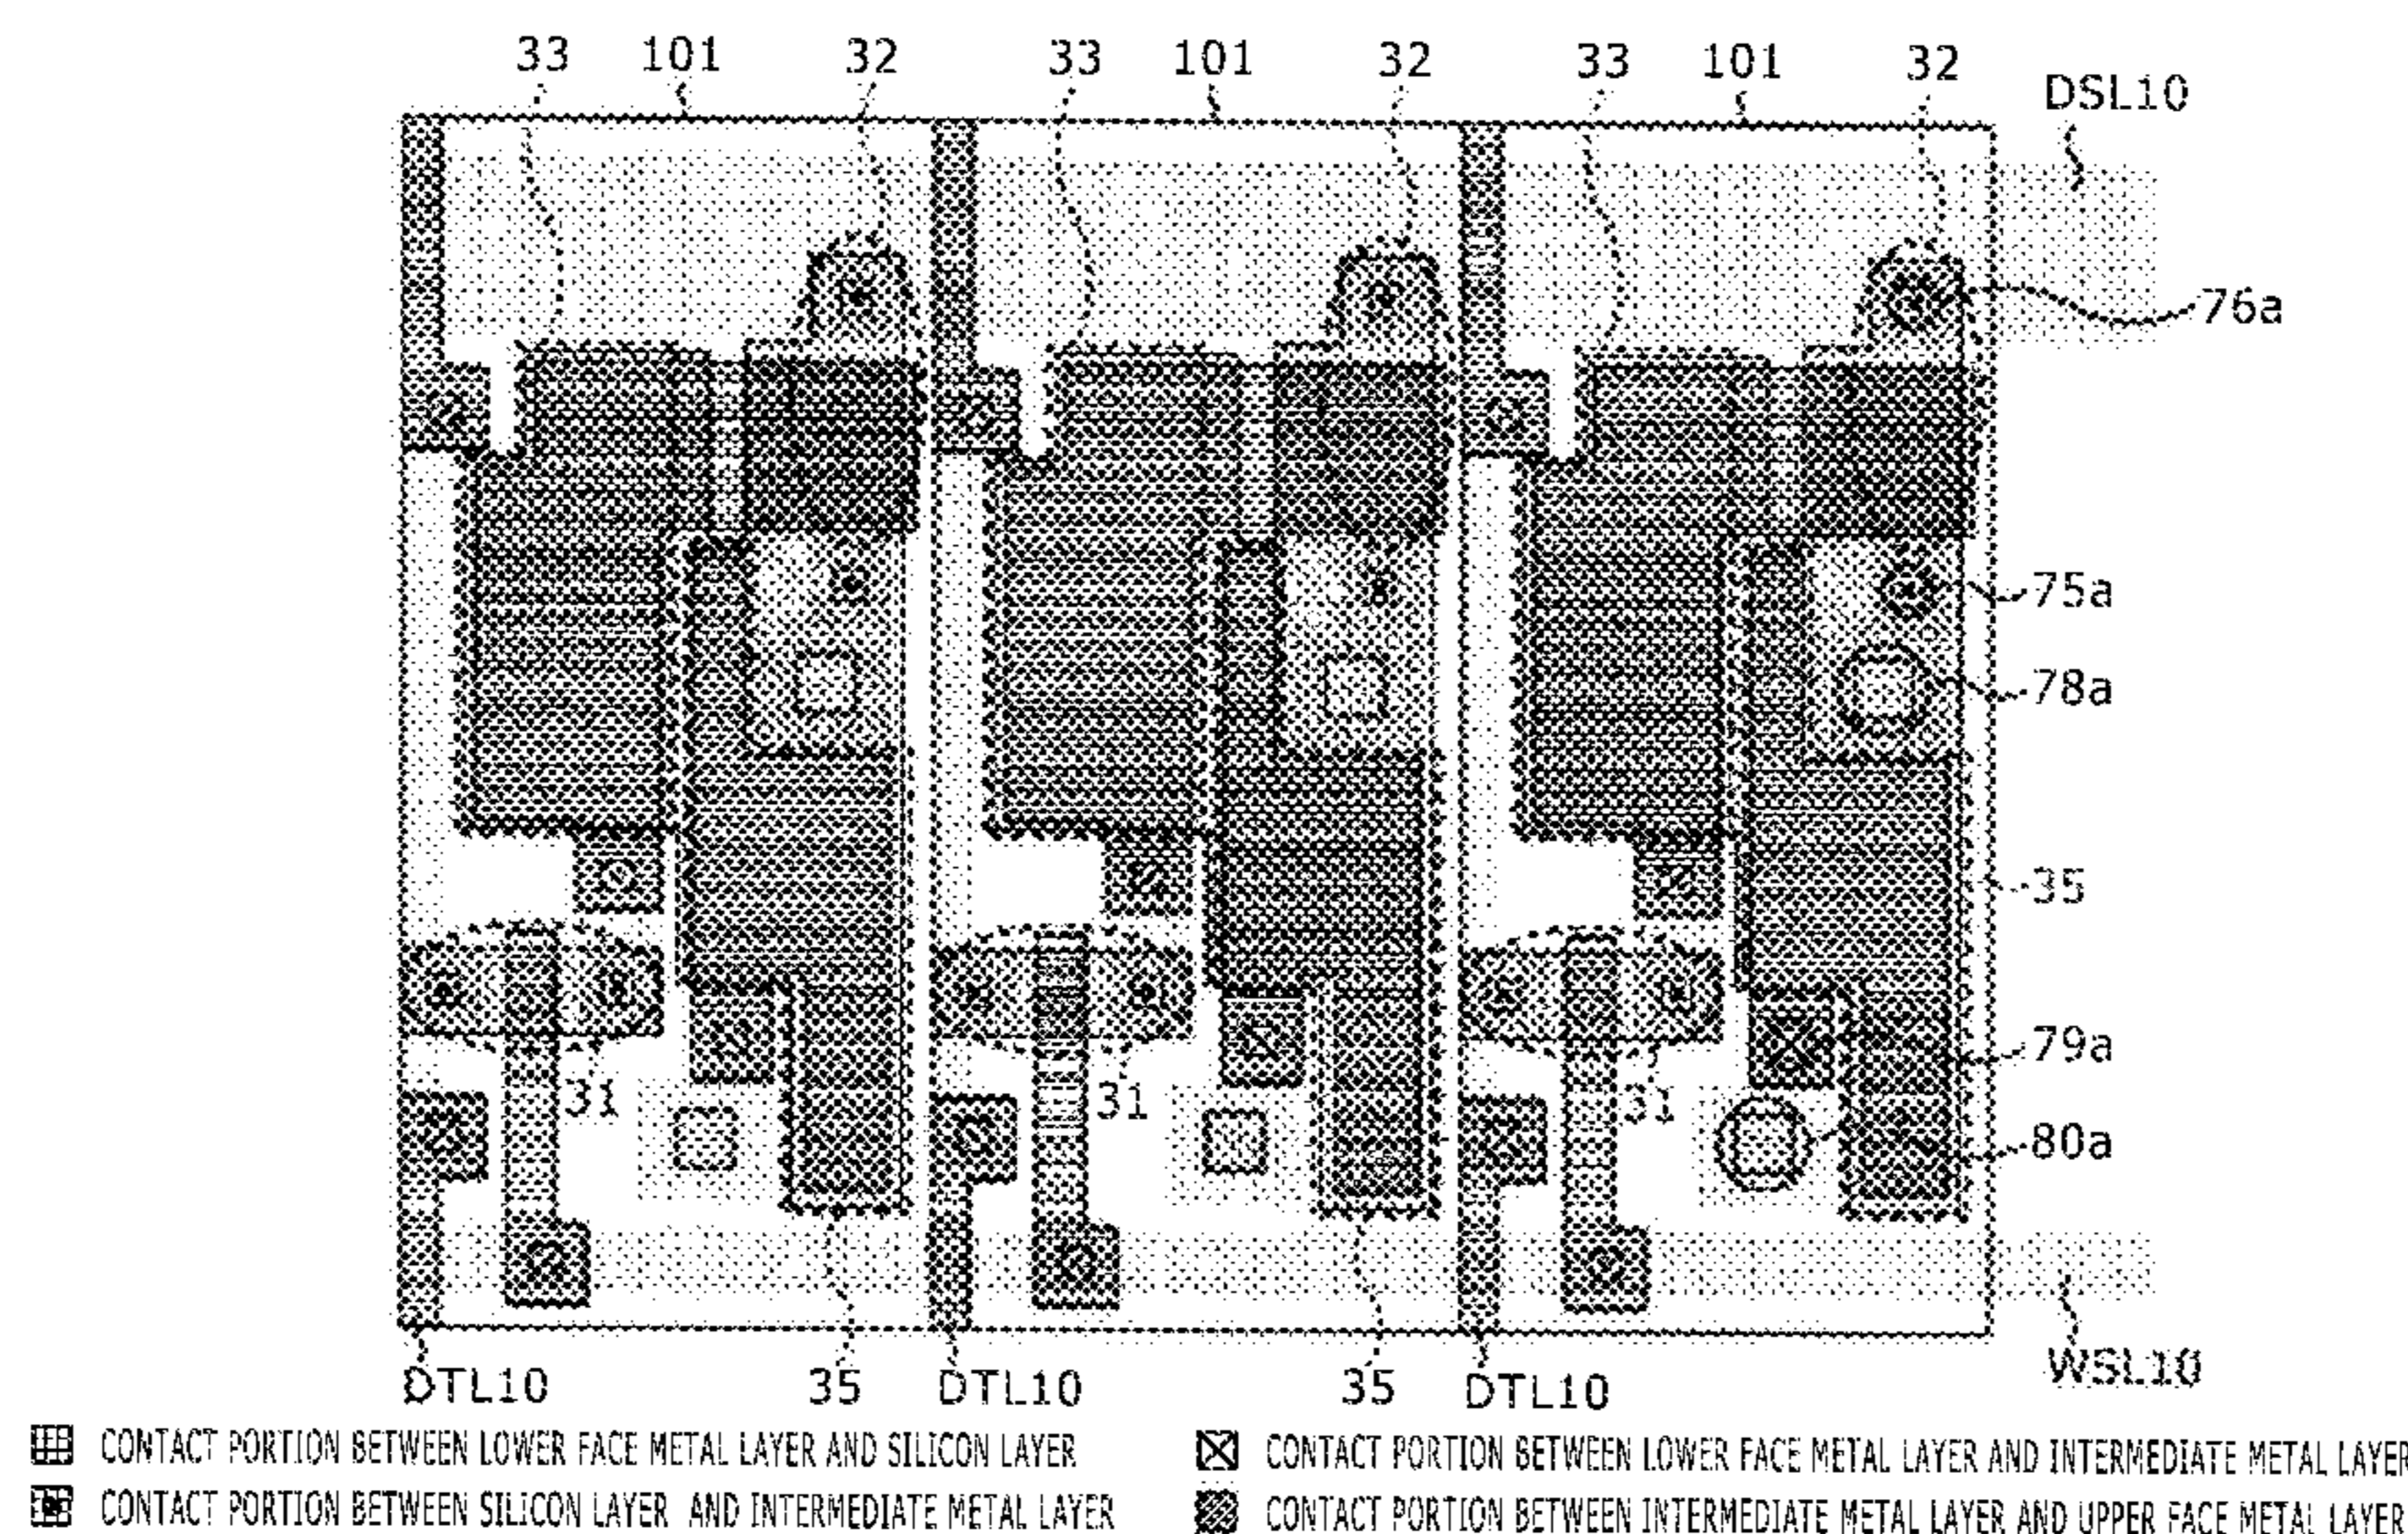 33 101 32 33 101 32 33 101 32
DSL10
76a
75a
78a
35
79a
31 31 31
80a
DTL10 35 DTL10 35 DTL10 WSL10
CONTACT PORTION BETWEEN LOWER FACE METAL LAYER AND SILICON LAYER
CONTACT PORTION BETWEEN LOWER FACE METAL LAYER AND INTERMEDIATE METAL LAYER
CONTACT PORTION BETWEEN SILICON LAYER AND INTERMEDIATE METAL LAYER
CONTACT PORTION BETWEEN INTERMEDIATE METAL LAYER AND UPPER FACE METAL LAYER